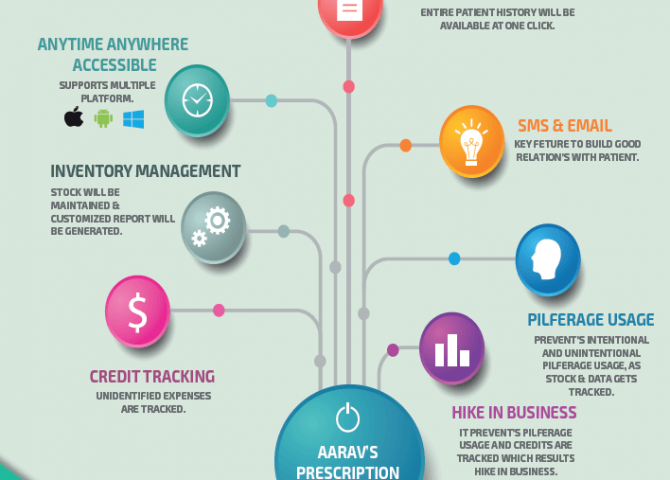 ENTIRE PATIENT HISTORY WILL BE
AVAILABLE AT ONE CLICK.
ANYTIME ANYWHERE
ACCESSIBLE
SUPPORTS MULTIPLE
PLATFORM.
SMS & EMAIL
KEY FETURE TO BUILD GOOD
RELATION'S WITH PATIENT.
INVENTORY MANAGEMENT
STOCK WILL BE
MAINTAINED &
CUSTOMIZED REPORT WILL
BE GENERATED.
$
PILFERAGE USAGE
PREVENT'S INTENTIONAL
AND UNINTENTIONAL
PILFERAGE USAGE, AS
STOCK & DATA GETS
TRACKED.
CREDIT TRACKING
UNIDENTIFIED EXPENSES
ARE TRACKED.
HIKE IN BUSINESS
IT PREVENT'S PILFERAGE
USAGE AND CREDITS ARE
TRACKED WHICH RESULTS
HIKE IN BUSINESS.
AARAV'S
PRESCRIPTION